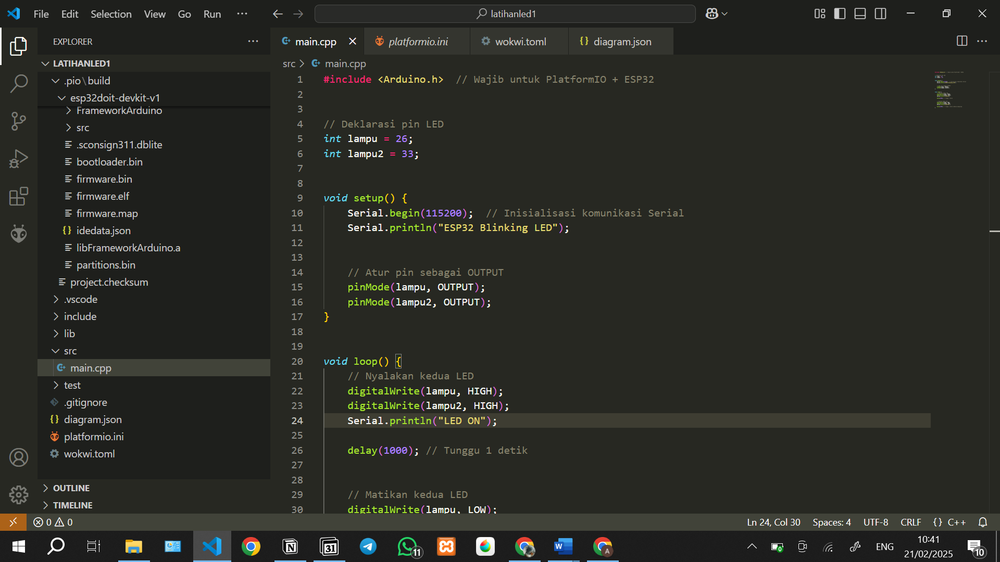 File Edit Selection View Go Run ... latihanled1
EXPLORER
main.cpp platformio.ini wokwi.toml {} diagram.json
LATIHANLED1
.pio\build
esp32doit-devkit-v1
FrameworkArduino
src
.sconsign311.dblite
bootloader.bin
firmware.bin
firmware.elf
firmware.map
{} idedata.json
libFrameworkArduino.a
partitions.bin
project.checksum
.vscode
include
lib
src
main.cpp
test
.gitignore
{} diagram.json
platformio.ini
wokwi.toml
OUTLINE
TIMELINE
src > main.cpp
1 #include <Arduino.h>  // Wajib untuk PlatformIO + ESP32
2
3
4 // Deklarasi pin LED
5 int lampu = 26;
6 int lampu2 = 33;
7
8
9 void setup() {
10     Serial.begin(115200);  // Inisialisasi komunikasi Serial
11     Serial.println("ESP32 Blinking LED");
12
13
14     // Atur pin sebagai OUTPUT
15     pinMode(lampu, OUTPUT);
16     pinMode(lampu2, OUTPUT);
17 }
18
19
20 void loop() {
21     // Nyalakan kedua LED
22     digitalWrite(lampu, HIGH);
23     digitalWrite(lampu2, HIGH);
24     Serial.println("LED ON");
25
26     delay(1000); // Tunggu 1 detik
27
28
29     // Matikan kedua LED
30     digitalWrite(lampu, LOW);
0 0 Ln 24, Col 30 Spaces: 4 UTF-8 CRLF {} C++
31 11 W A ENG 10:41
21/02/2025 10